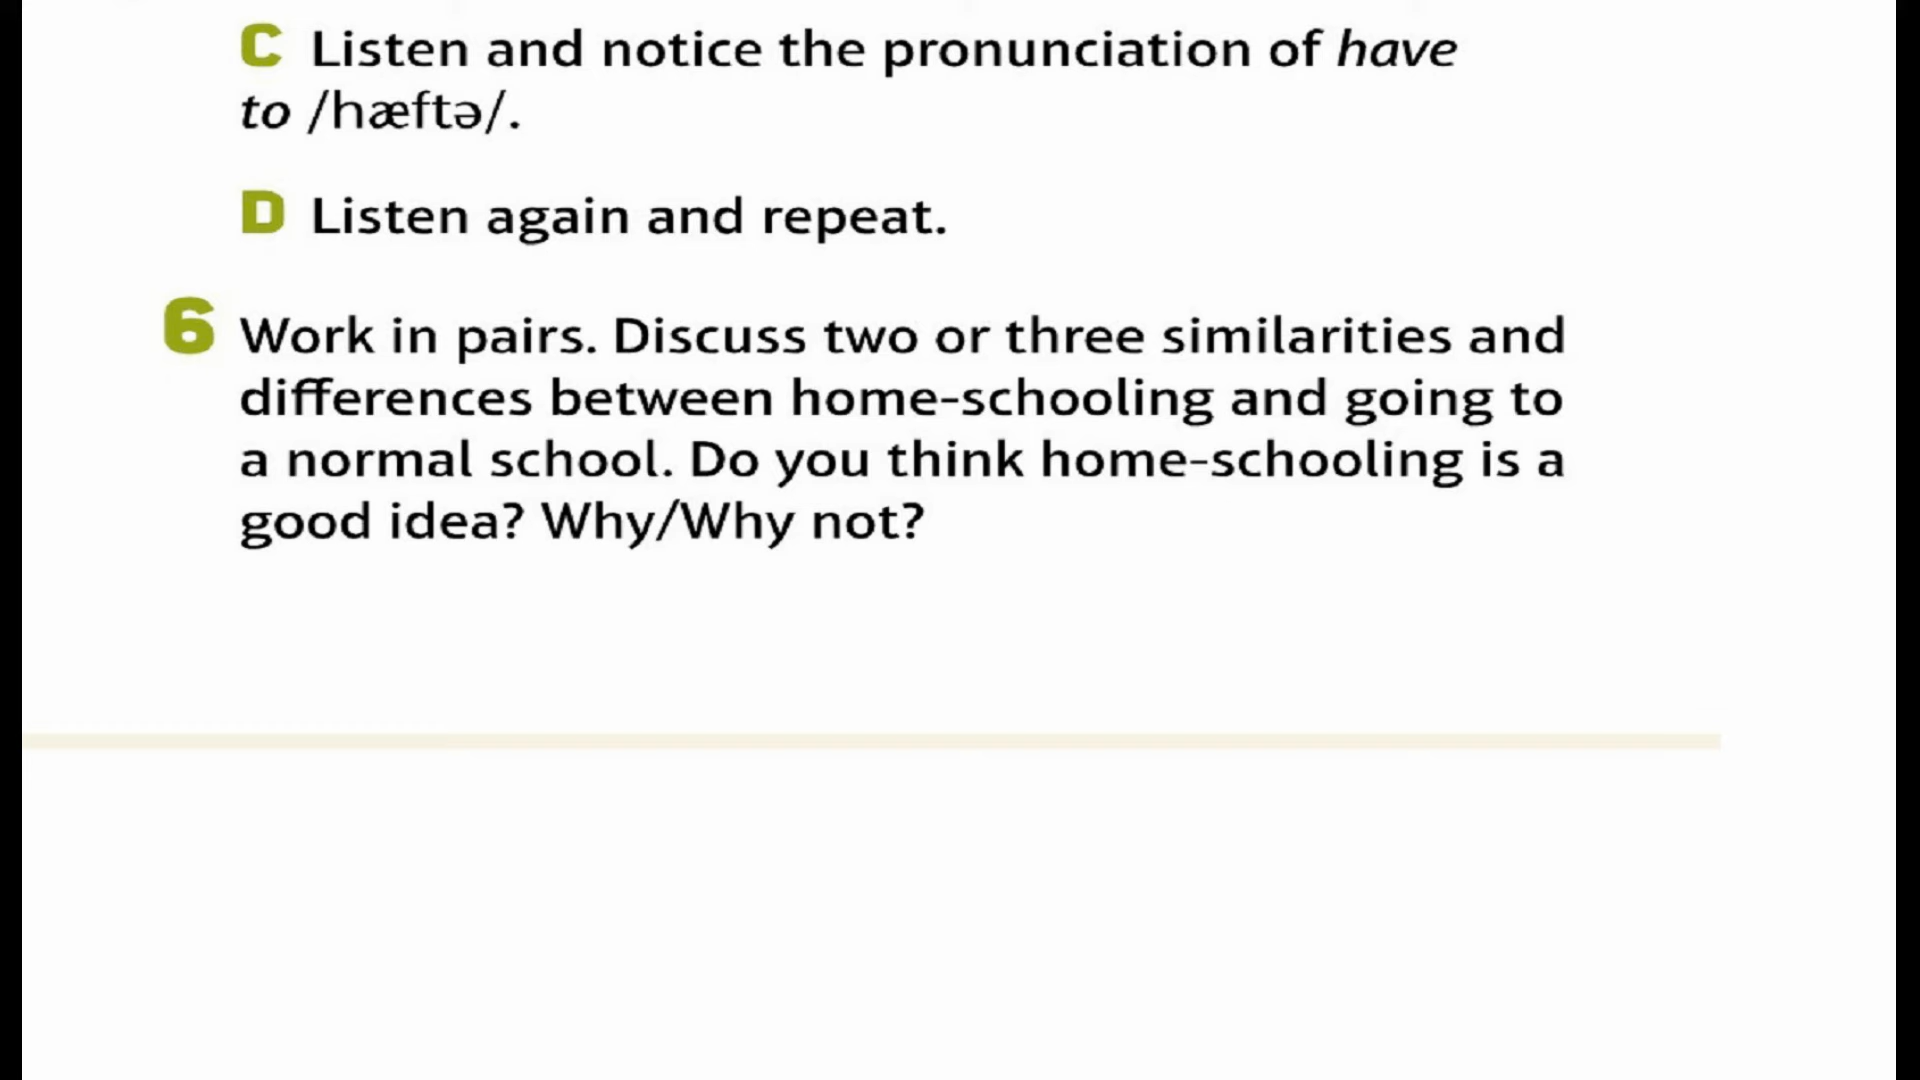 C Listen and notice the pronunciation of have
to /hæftə/.
D Listen again and repeat.
6 Work in pairs. Discuss two or three similarities and
differences between home-schooling and going to
a normal school. Do you think home-schooling is a
good idea? Why/Why not?